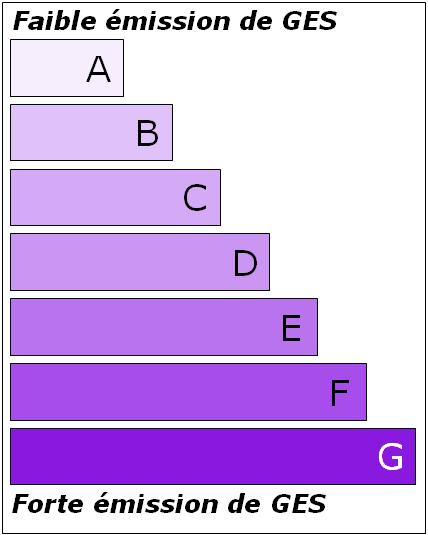 Faible émission de GES
A
B
C
D
E
F
G
Forte émission de GES